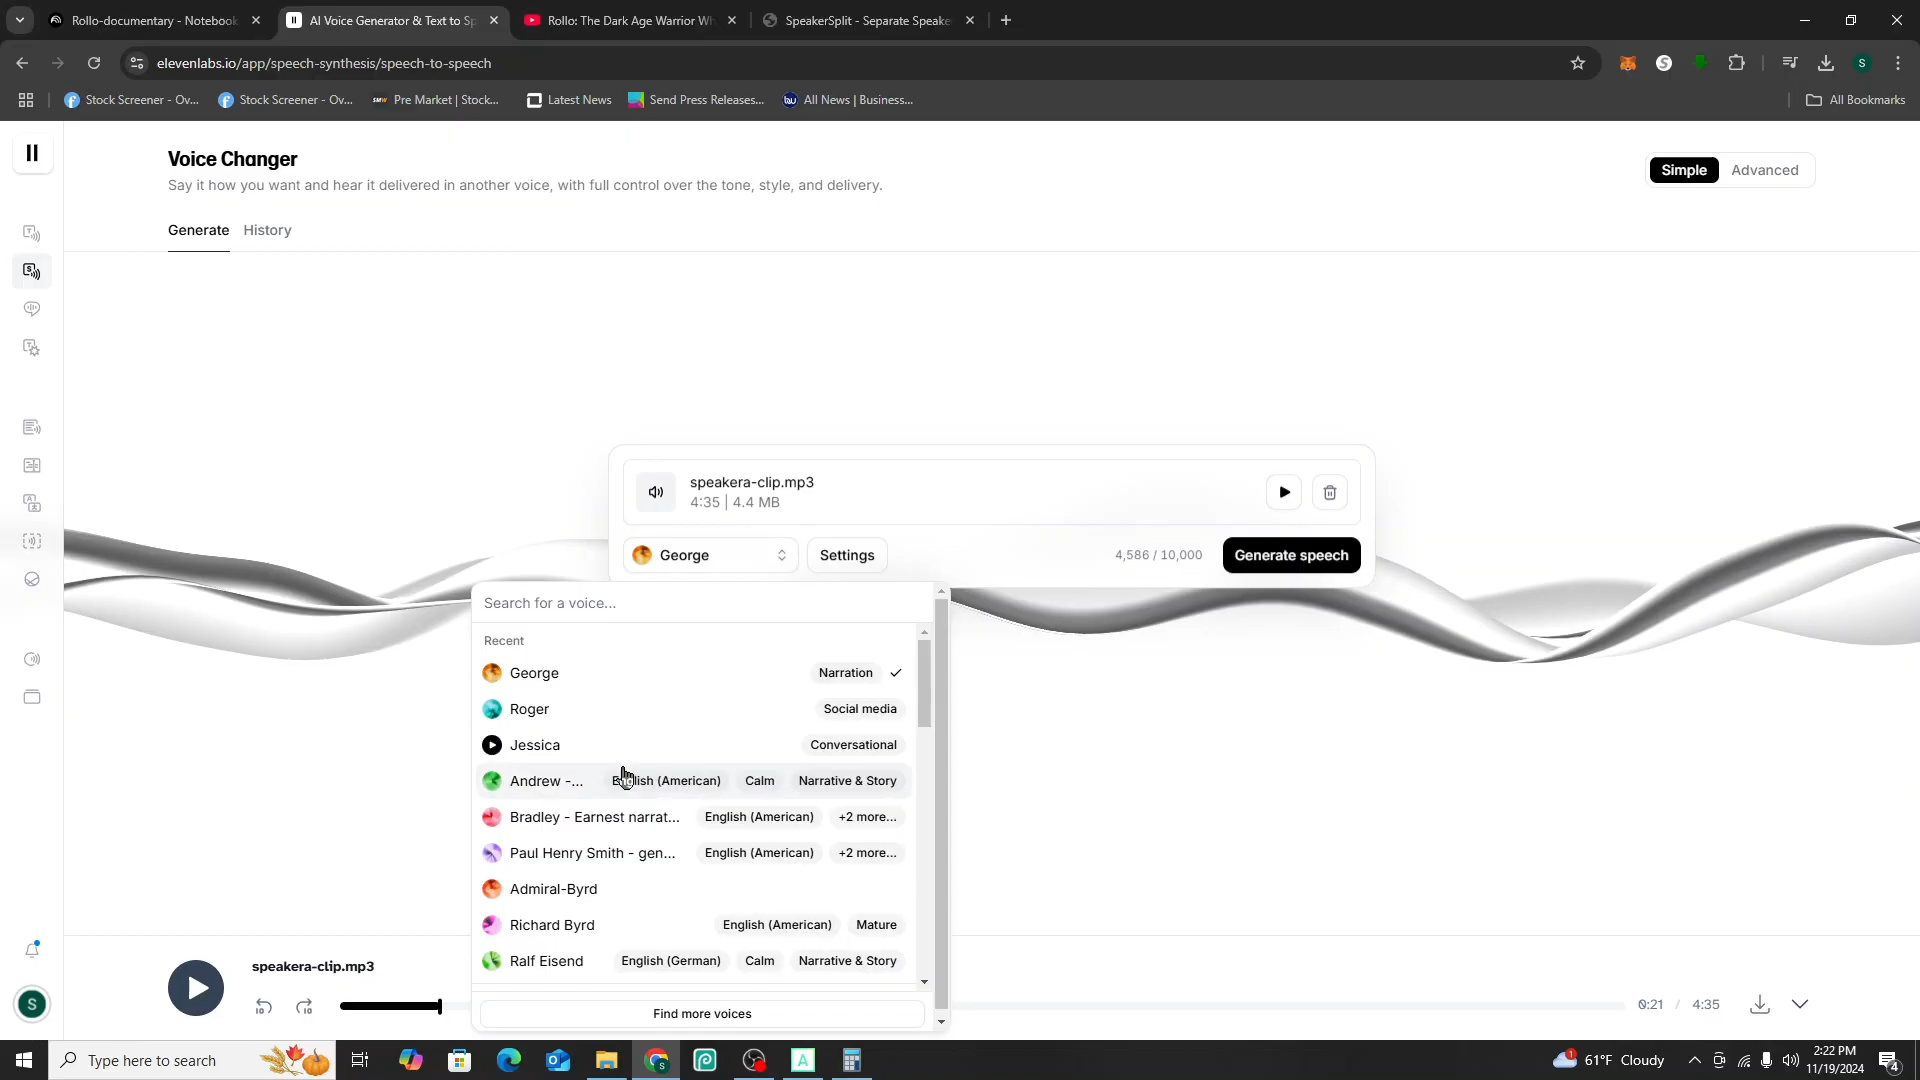 Rollo-documentary - Notebook
AI Voice Generator & Text to Sp
Rollo: The Dark Age Warrior Wh
SpeakerSplit - Separate Speake
elevenlabs.io/app/speech-synthesis/speech-to-speech
S
Stock Screener - Ov...
Stock Screener - Ov...
Pre Market | Stock...
Latest News
Send Press Releases...
All News | Business...
All Bookmarks
Voice Changer
Say it how you want and hear it delivered in another voice, with full control over the tone, style, and delivery.
Simple
Advanced
Generate
History
speakera-clip.mp3
4:35 | 4.4 MB
George
Settings
4,586 / 10,000
Generate speech
Search for a voice...
Recent
George Narration
Roger Social media
Jessica Conversational
Andrew -... English (American) Calm Narrative & Story
Bradley - Earnest narrat... English (American) +2 more...
Paul Henry Smith - gen... English (American) +2 more...
Admiral-Byrd
Richard Byrd English (American) Mature
Ralf Eisend English (German) Calm Narrative & Story
Find more voices
speakera-clip.mp3
10
10
0:21 / 4:35
S
Type here to search
61°F Cloudy
2:22 PM
11/19/2024
4